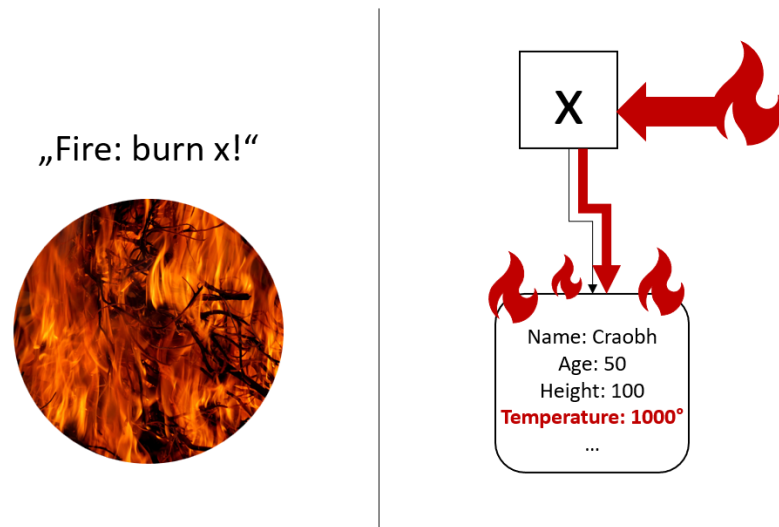 „Fire: burn x!“
x
Name: Craobh
Age: 50
Height: 100
Temperature: 1000°
...